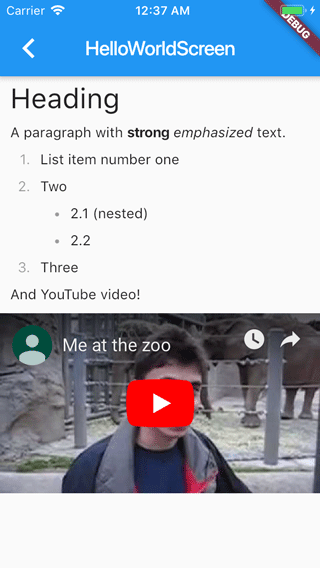 Carrier 12:37 AM
DEBUG
HelloWorldScreen
Heading
A paragraph with strong emphasized text.
1. List item number one
2. Two
• 2.1 (nested)
• 2.2
3. Three
And YouTube video!
Me at the zoo